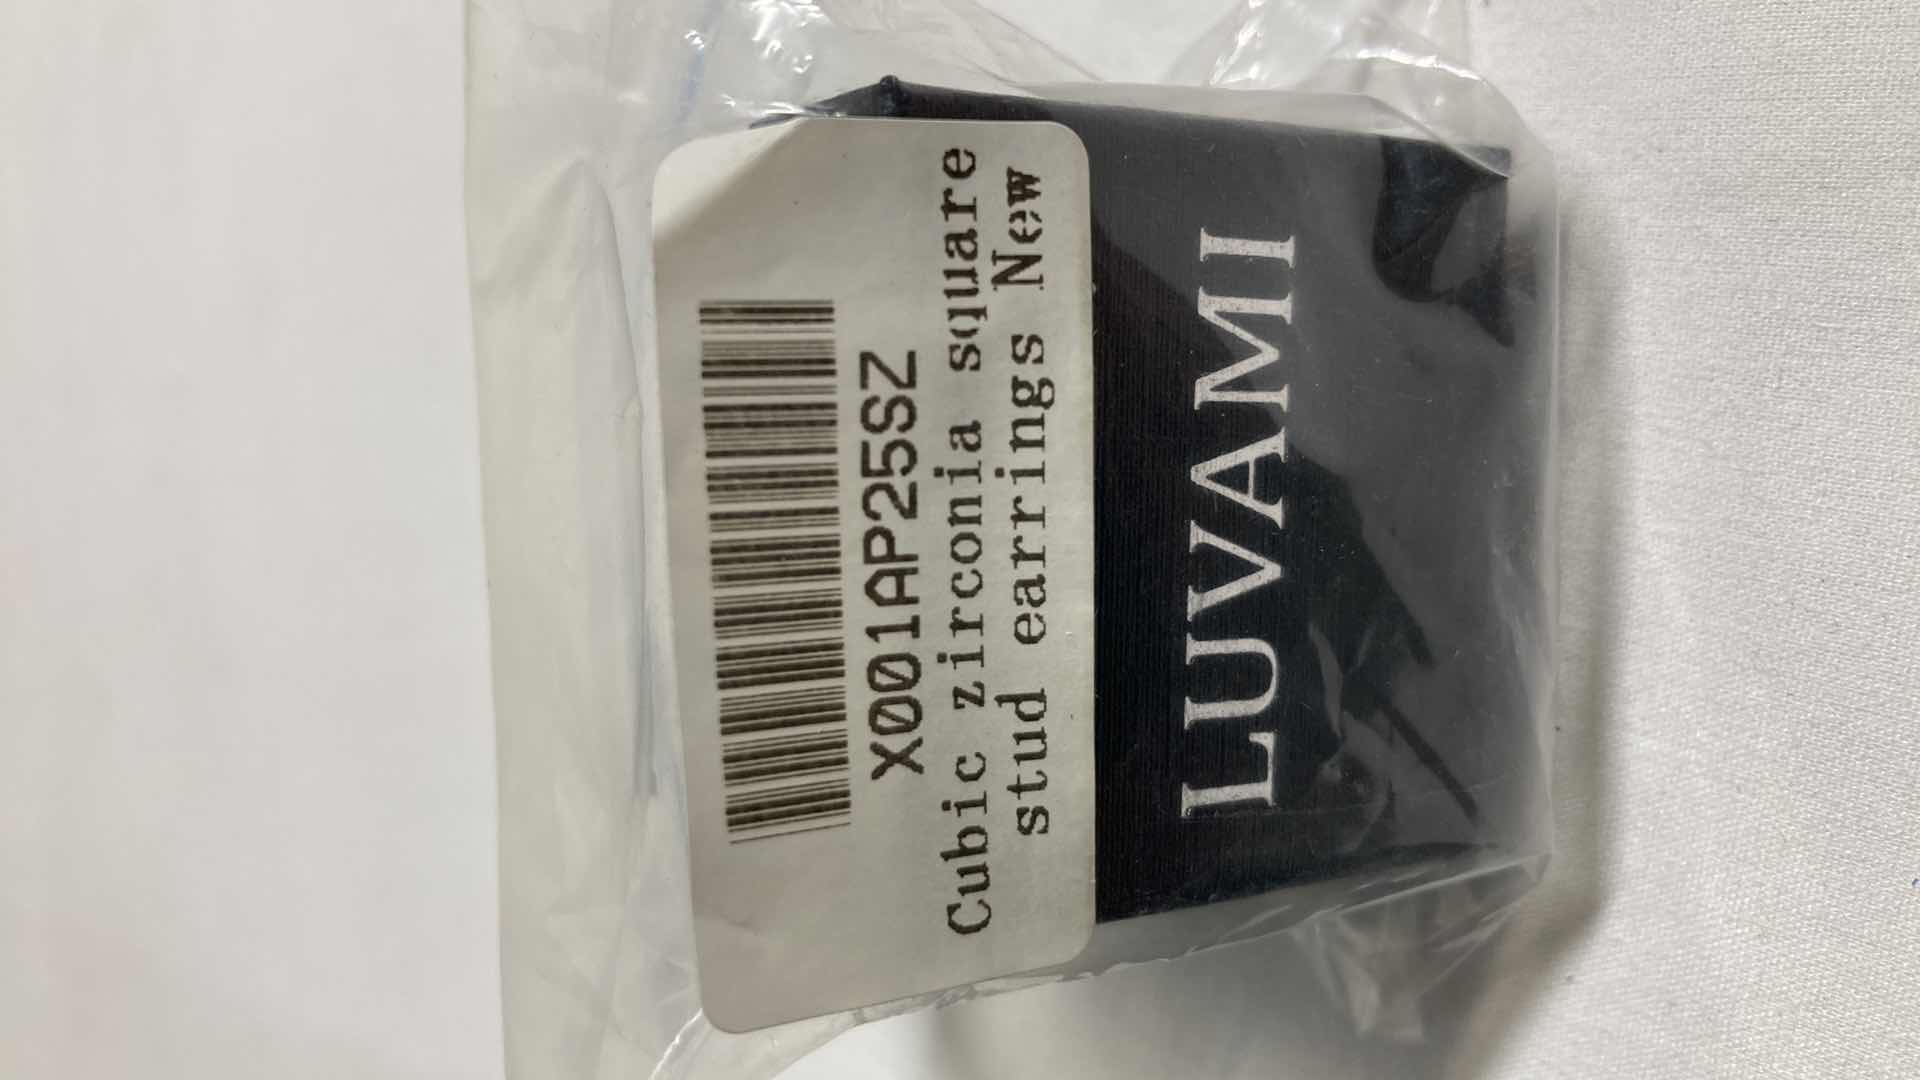 X001AP25SZ
Cubic zirconia square
stud earrings New
LUVAMI